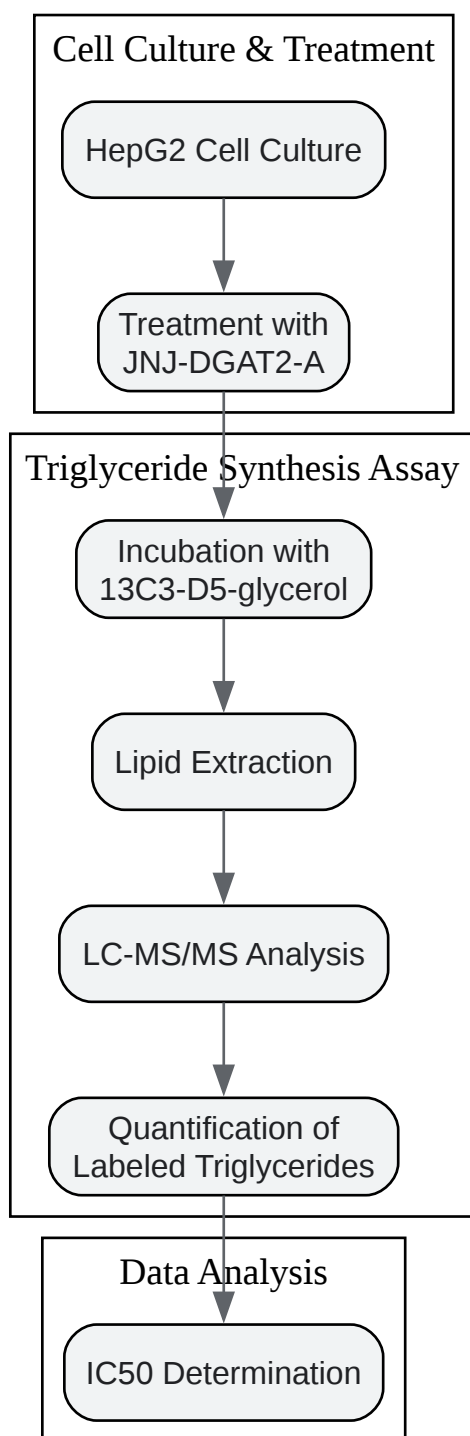 Cell Culture & Treatment
HepG2 Cell Culture
Treatment with
JNJ-DGAT2-A
Triglyceride Synthesis Assay
Incubation with
13C3-D5-glycerol
Lipid Extraction
LC-MS/MS Analysis
Quantification of
Labeled Triglycerides
Data Analysis
IC50 Determination